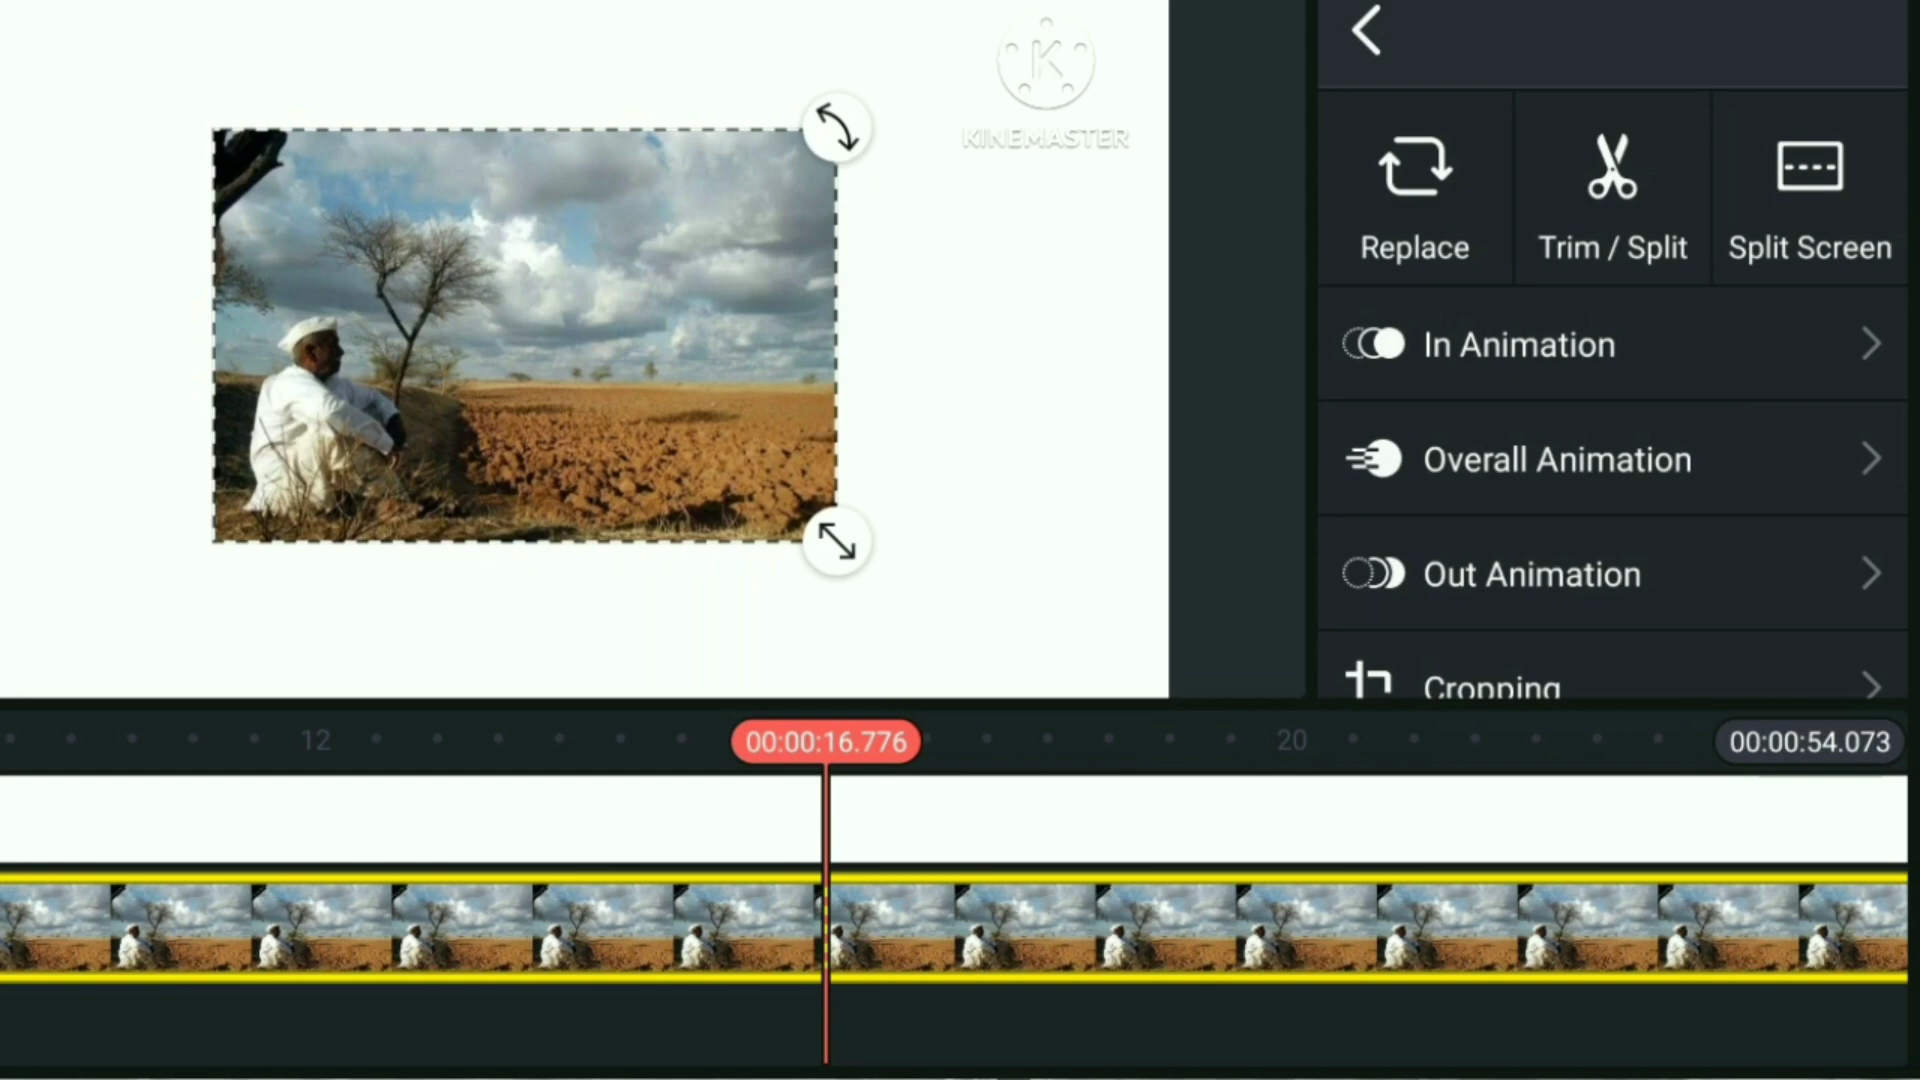 KINEMASTER
Replace
Trim / Split
Split Screen
In Animation
Overall Animation
Out Animation
Cropping
12
00:00:16.776
20
00:00:54.073